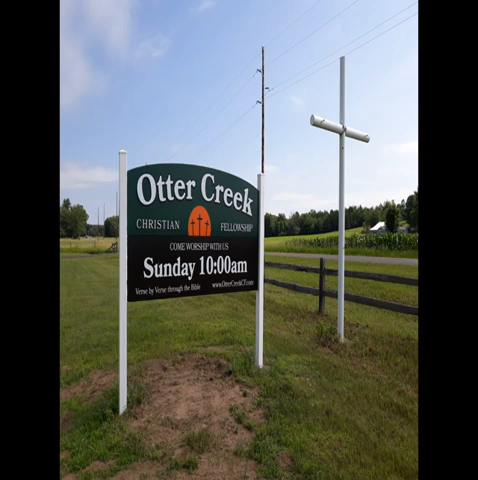 Otter Creek
CHRISTIAN FELLOWSHIP
COME WORSHIP WITH US
Sunday 10:00am
Verse by Verse through the Bible www.OtterCreekCF.com